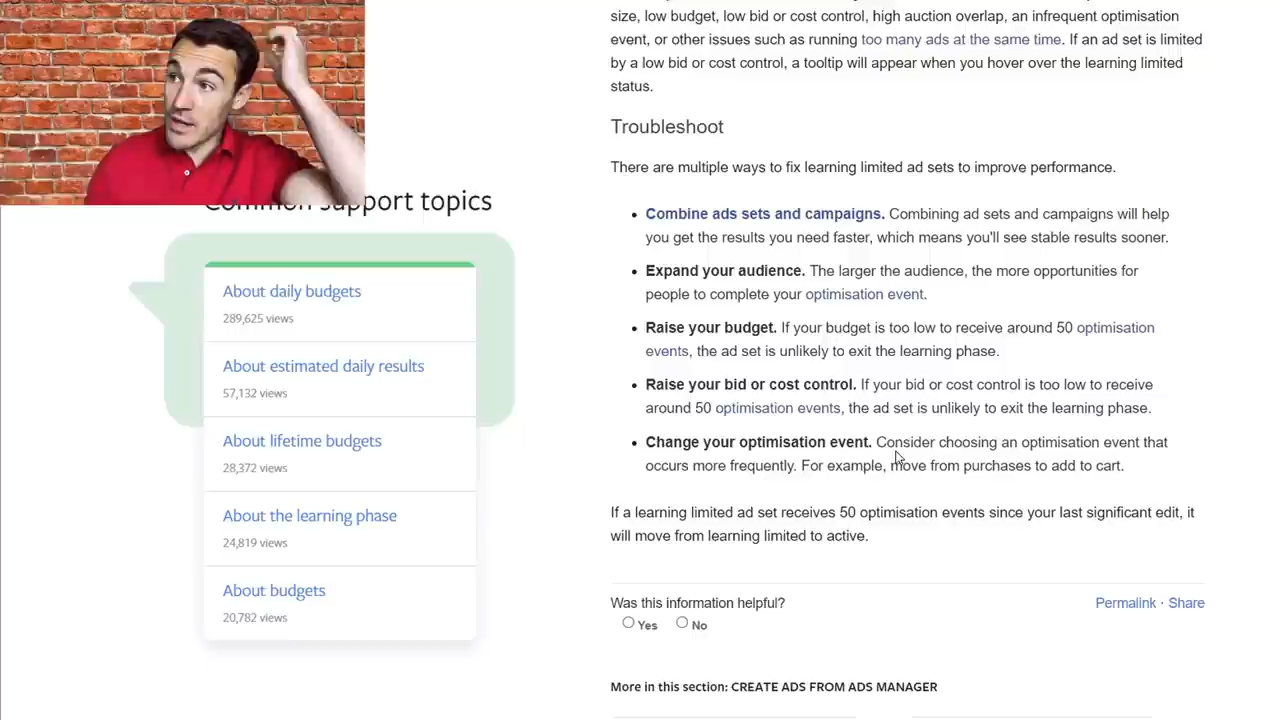 size, low budget, low bid or cost control, high auction overlap, an infrequent optimisation
event, or other issues such as running too many ads at the same time. If an ad set is limited
by a low bid or cost control, a tooltip will appear when you hover over the learning limited
status.
Troubleshoot
There are multiple ways to fix learning limited ad sets to improve performance.
• Combine ads sets and campaigns. Combining ad sets and campaigns will help
you get the results you need faster, which means you'll see stable results sooner.
• Expand your audience. The larger the audience, the more opportunities for
people to complete your optimisation event.
• Raise your budget. If your budget is too low to receive around 50 optimisation
events, the ad set is unlikely to exit the learning phase.
• Raise your bid or cost control. If your bid or cost control is too low to receive
around 50 optimisation events, the ad set is unlikely to exit the learning phase.
• Change your optimisation event. Consider choosing an optimisation event that
occurs more frequently. For example, move from purchases to add to cart.
If a learning limited ad set receives 50 optimisation events since your last significant edit, it
will move from learning limited to active.
Was this information helpful?
Permalink · Share
Yes No
More in this section: CREATE ADS FROM ADS MANAGER
Common support topics
About daily budgets
289,625 views
About estimated daily results
57,132 views
About lifetime budgets
28,372 views
About the learning phase
24,819 views
About budgets
20,782 views